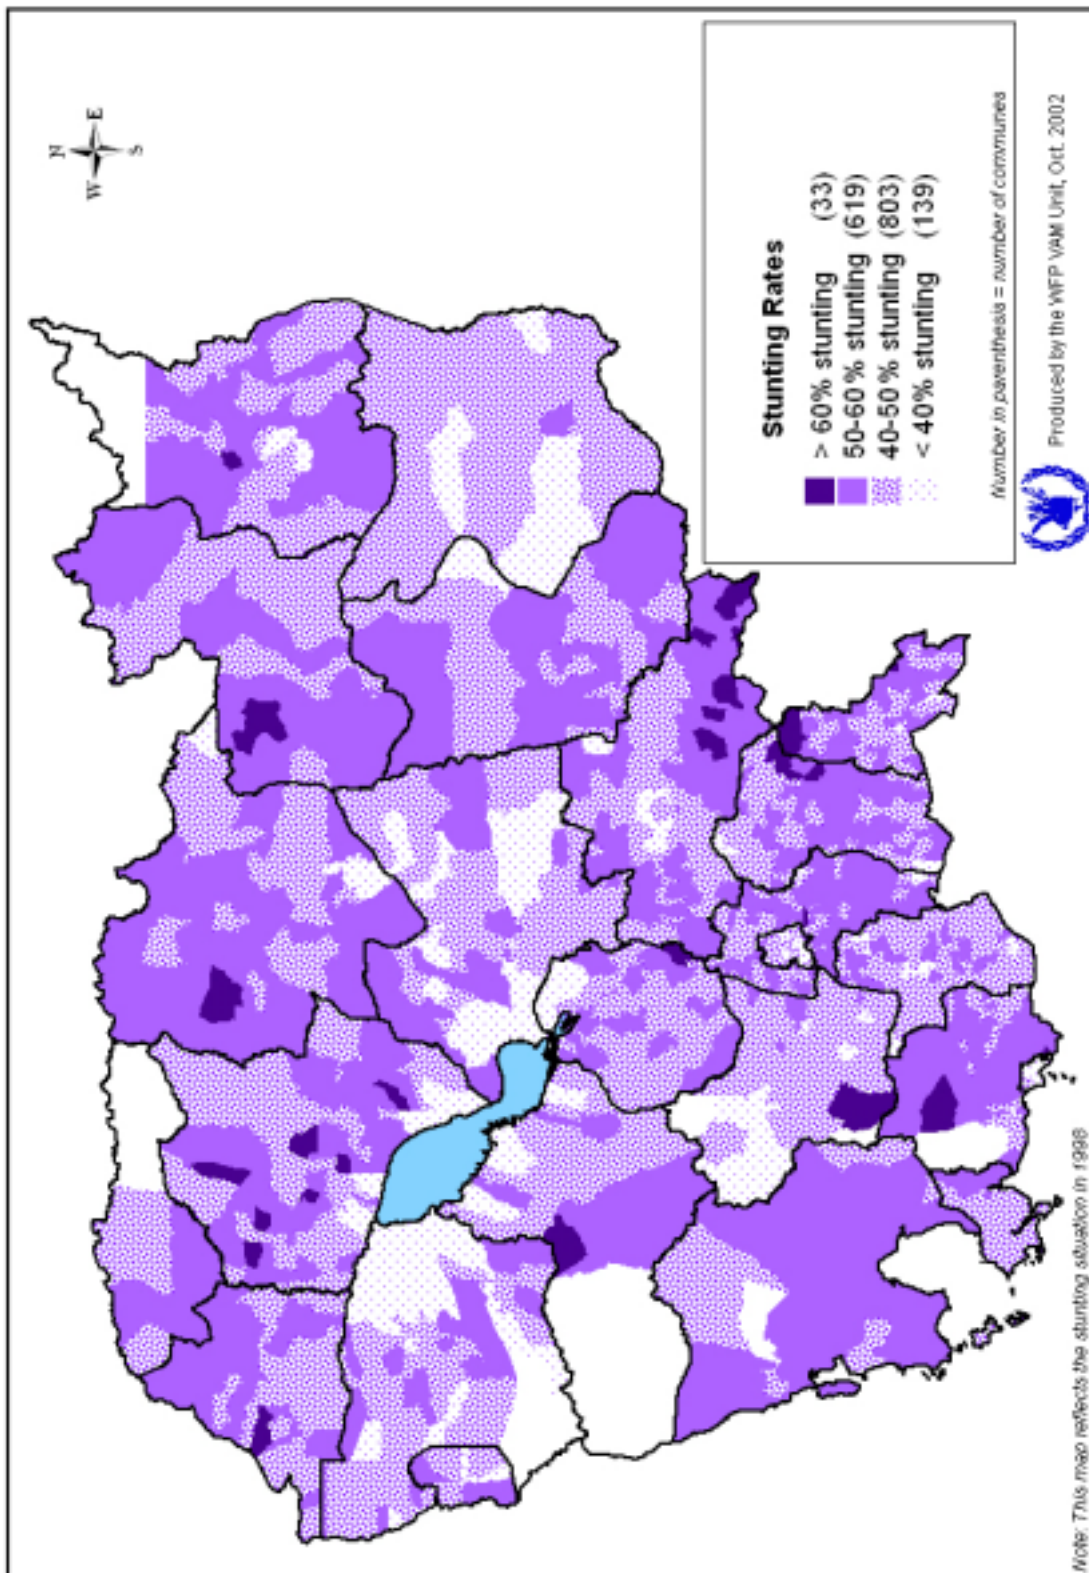 N
W E
S
Stunting Rates
> 60% stunting (33)
50-60% stunting (619)
40-50% stunting (803)
< 40% stunting (139)
Number in parenthesis = number of communes
Produced by the WFP VAM Unit, Oct. 2002
Note: This map reflects the stunting situation in 1998